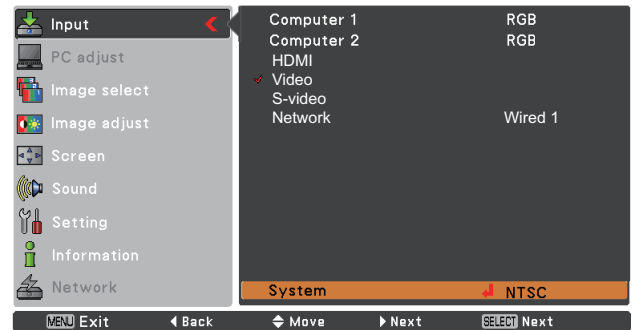 Input
PC adjust
Image select
Image adjust
Screen
Sound
Setting
Information
Network
Computer 1 RGB
Computer 2 RGB
HDMI
Video
S-video
Network Wired 1
System NTSC
MENU Exit Back Move Next SELECT Next